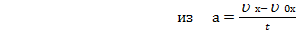 из a = (υ x− υ 0x)/t